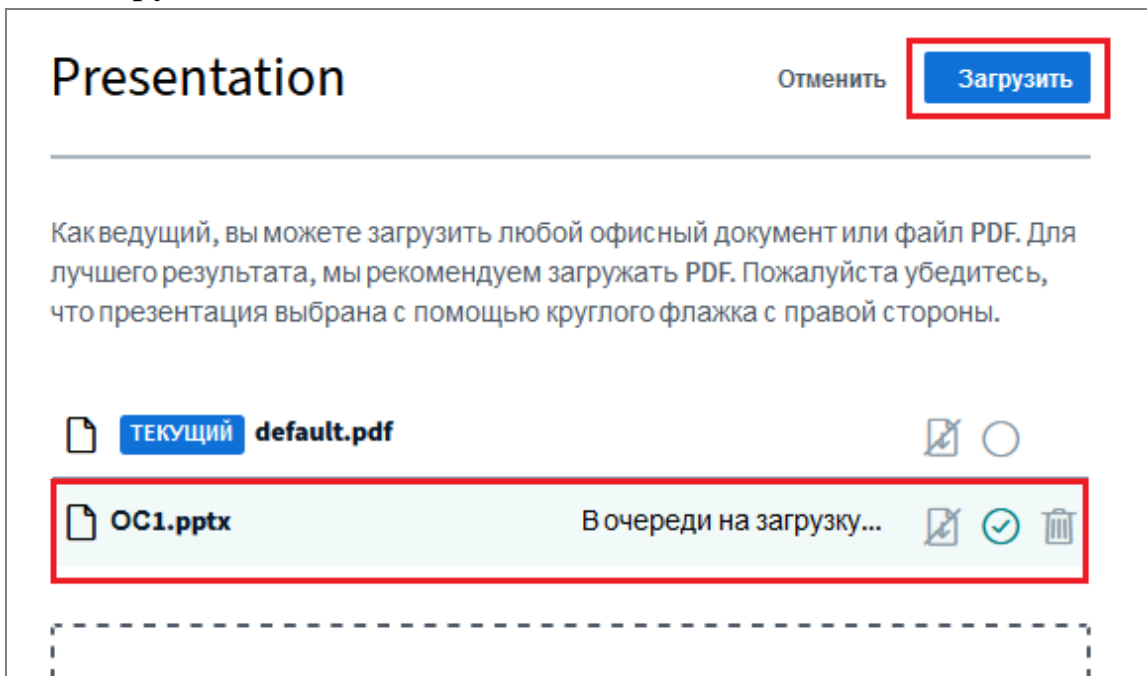 Presentation
Отменить
Загрузить
Как ведущий, вы можете загрузить любой офисный документ или файл PDF. Для
лучшего результата, мы рекомендуем загружать PDF. Пожалуйста убедитесь,
что презентация выбрана с помощью круглого флажка с правой стороны.
ТЕКУЩИЙ default.pdf
ОС1.pptx В очереди на загрузку...